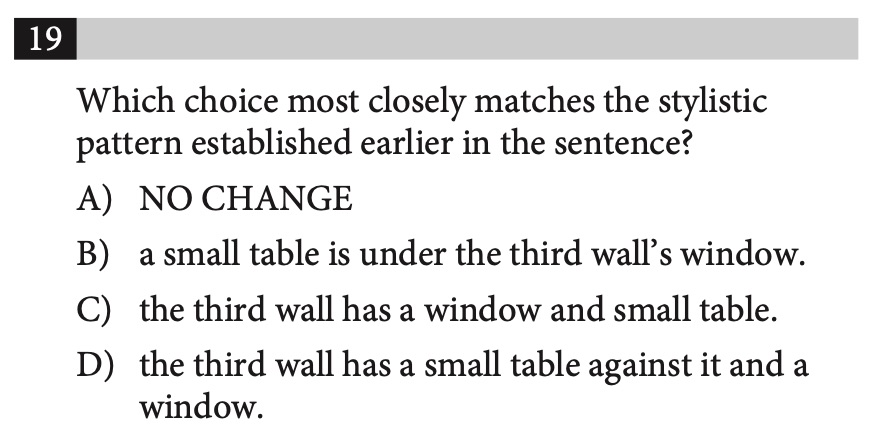 19
Which choice most closely matches the stylistic
pattern established earlier in the sentence?
A) NO CHANGE
B) a small table is under the third wall’s window.
C) the third wall has a window and small table.
D) the third wall has a small table against it and a
window.